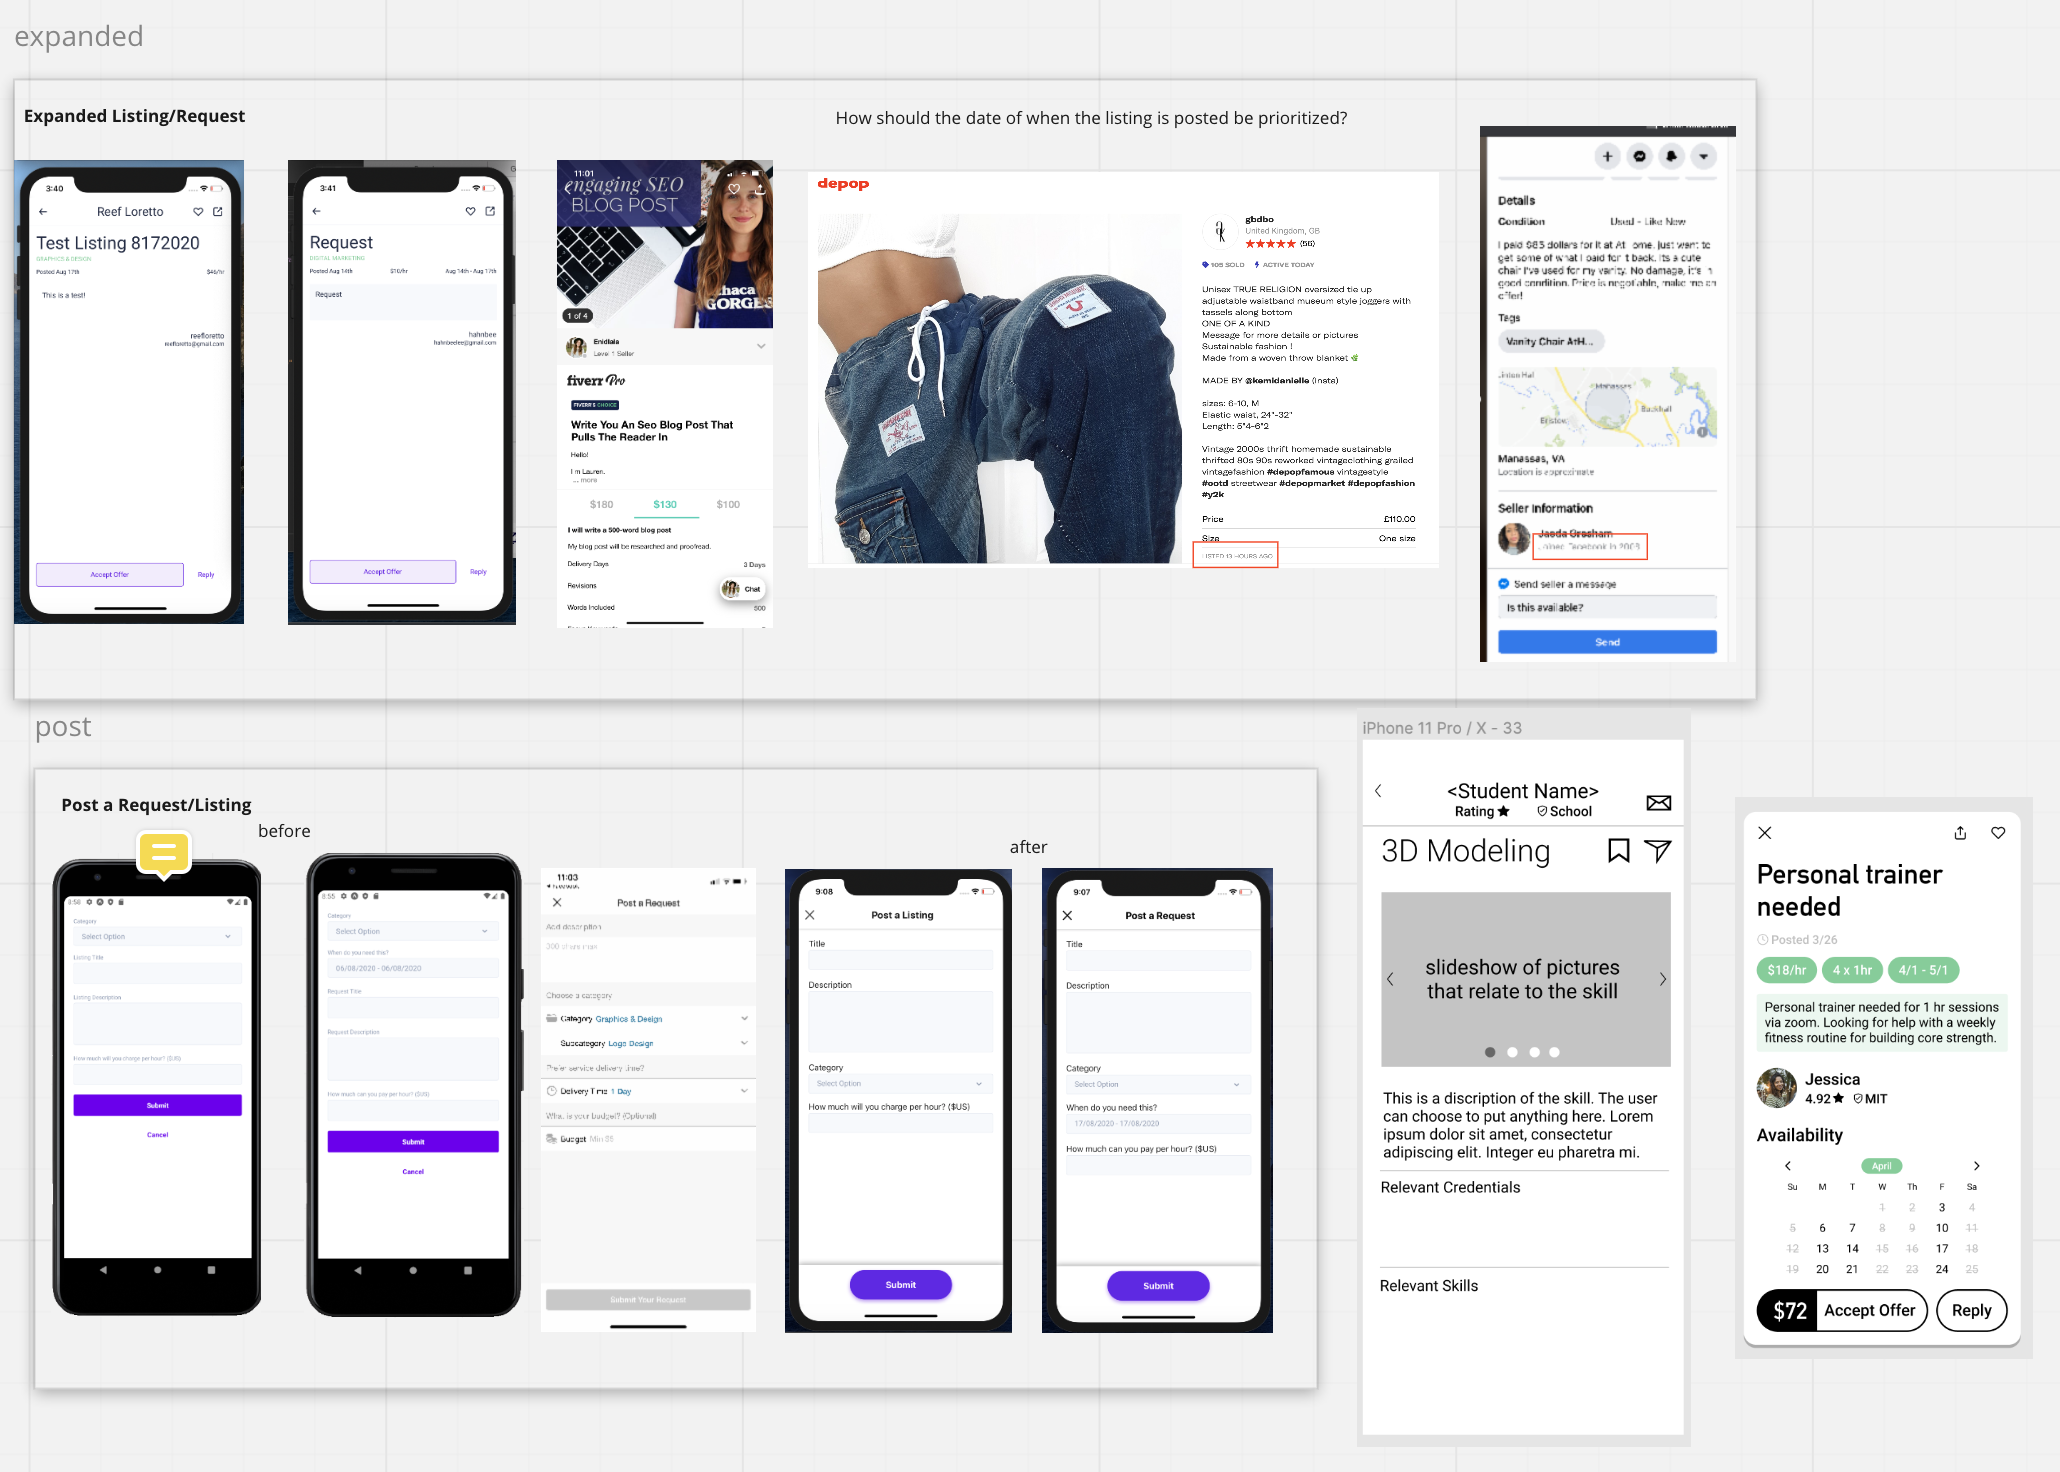 expanded
Expanded Listing/Request
How should the date of when the listing is posted be prioritized?
3:40
Reef Loretto
Test Listing 8172020
GRAPHICS & DESIGN
Posted Aug 17th
$46/hr
This is a test!
reefloretto
reefloretto@gmail.com
Accept Offer
Reply
3:41
Request
DIGITAL MARKETING
Posted Aug 14th
$10/hr
Aug 14th - Aug 17th
Request
hahnbee
hahnbeelee@gmail.com
Accept Offer
Reply
11:01
engaging SEO
BLOG POST
thaca
GORGES
1 of 4
Enidlala
Level 1 Seller
fiverr Pro
FIVERR'S CHOICE
Write You An Seo Blog Post That
Pulls The Reader In
Hello!
I'm Lauren.
... more
$180
$130
$100
I will write a 500-word blog post
My blog post will be researched and proofread.
Delivery Days
3 Days
Revisions
Chat
Words Included
500
depop
gbdbo
United Kingdom, GB
(56)
105 SOLD
ACTIVE TODAY
Unisex TRUE RELIGION oversized tie up
adjustable waistband museum style joggers with
tassels along bottom
ONE OF A KIND
Message for more details or pictures
Sustainable fashion !
Made from a woven throw blanket
MADE BY @kemidanielle (insta)
sizes: 6-10, M
Elastic waist, 24"-32"
Length: 5"4-6"2
Vintage 2000s thrift homemade sustainable
thrifted 80s 90s reworked vintageclothing grailed
vintagefashion #depopfamous vintagestyle
#ootd streetwear #depopmarket #depopfashion
#y2k
Price
£110.00
Size
One size
LISTED 13 HOURS AGO
Details
Condition
Used - Like New
I paid $83 dollars for it at At ome. just want to
get some of what I paid for it back. Its a cute
chair I've used for my vanity. No damage, it's in
good condition. Price is negotiable, make me an
offer!
Tags
Vanity Chair AtH...
Linton Hall
Manassas
Buckhall
Bristow
Manassas, VA
Location is approximate
Seller Information
Jaeda Gresham
Joined Facebook in 2008
Send seller a message
Is this available?
Send
post
Post a Request/Listing
before
after
3:58
Category
Select Option
Listing Title
Listing Description
How much will you charge per hour? ($US)
Submit
Cancel
8:55
Category
Select Option
When do you need this?
06/08/2020 - 06/08/2020
Request Title
Request Description
How much can you pay per hour? ($US)
Submit
Cancel
11:03
Post a Request
Add description
300 chars max
Choose a category
Category Graphics & Design
Subcategory Logo Design
Prefer service delivery time?
Delivery Time 1 Day
What is your budget? (Optional)
Budget Min $5
Submit Your Request
9:08
Post a Listing
Title
Description
Category
Select Option
How much will you charge per hour? ($US)
Submit
9:07
Post a Request
Title
Description
Category
Select Option
When do you need this?
17/08/2020 - 17/08/2020
How much can you pay per hour? ($US)
Submit
iPhone 11 Pro / X - 33
<Student Name>
Rating
School
3D Modeling
slideshow of pictures
that relate to the skill
This is a discription of the skill. The user
can choose to put anything here. Lorem
ipsum dolor sit amet, consectetur
adipiscing elit. Integer eu pharetra mi.
Relevant Credentials
Relevant Skills
Personal trainer
needed
Posted 3/26
$18/hr
4 x 1hr
4/1 - 5/1
Personal trainer needed for 1 hr sessions
via zoom. Looking for help with a weekly
fitness routine for building core strength.
Jessica
4.92
MIT
Availability
April
Su M T W Th F Sa
1 2 3 4
5 6 7 8 9 10 11
12 13 14 15 16 17 18
19 20 21 22 23 24 25
$72
Accept Offer
Reply